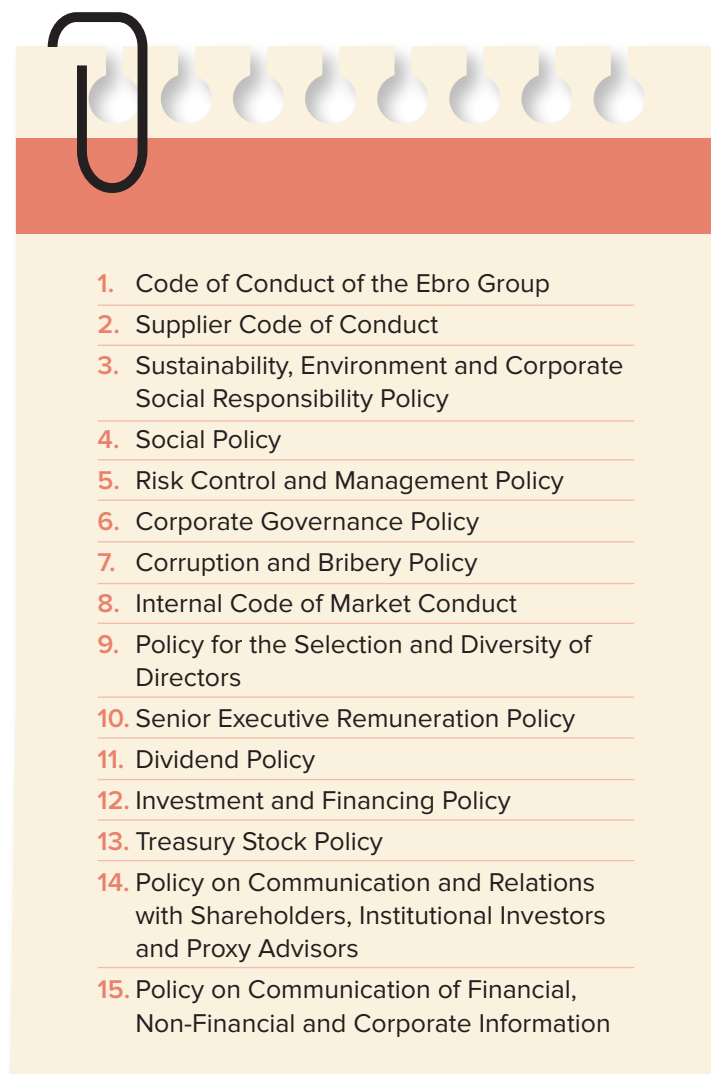 1. Code of Conduct of the Ebro Group
2. Supplier Code of Conduct
3. Sustainability, Environment and Corporate
Social Responsibility Policy
4. Social Policy
5. Risk Control and Management Policy
6. Corporate Governance Policy
7. Corruption and Bribery Policy
8. Internal Code of Market Conduct
9. Policy for the Selection and Diversity of
Directors
10. Senior Executive Remuneration Policy
11. Dividend Policy
12. Investment and Financing Policy
13. Treasury Stock Policy
14. Policy on Communication and Relations
with Shareholders, Institutional Investors
and Proxy Advisors
15. Policy on Communication of Financial,
Non-Financial and Corporate Information